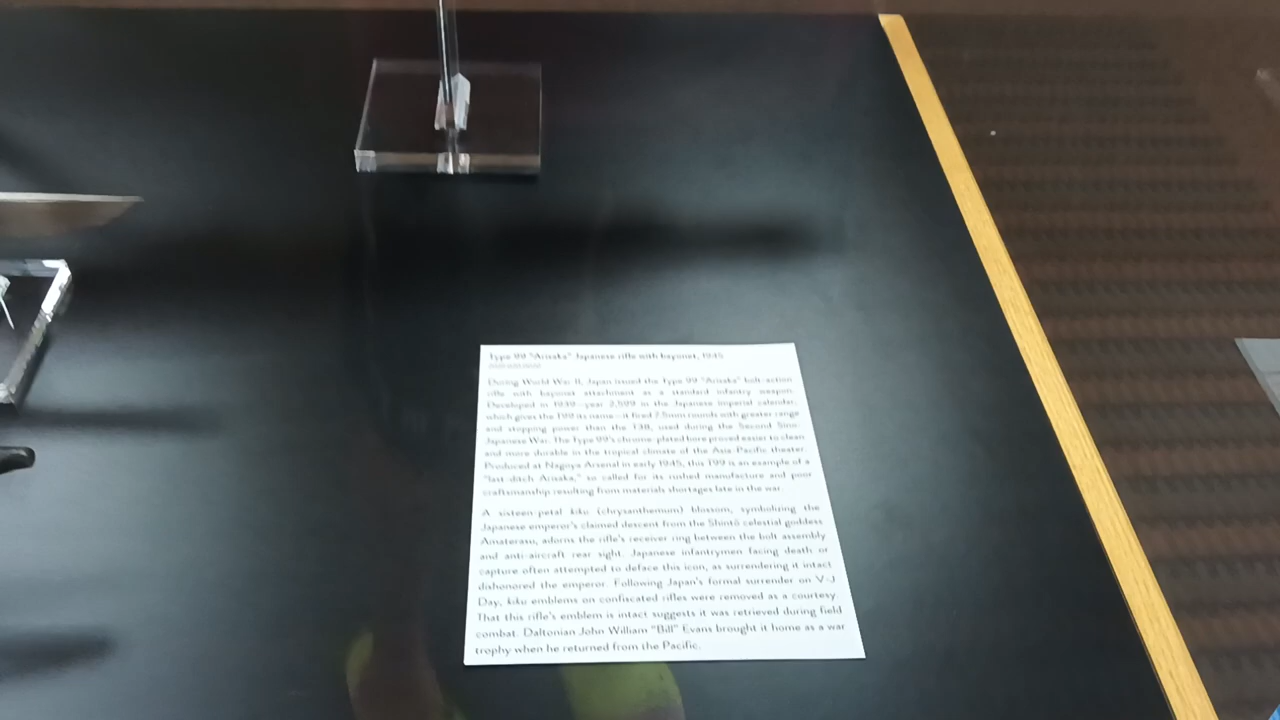 Type 99 "Arisaka" Japanese rifle with bayonet, 1945
During World War II, Japan issued the Type 99 "Arisaka" bolt-action
rifle with bayonet attachment as a standard infantry weapon.
Developed in 1939—year 2,599 in the Japanese imperial calendar,
which gives the T99 its name—it fired 7.5mm rounds with greater range
and stopping power than the T38, used during the Second Sino-
Japanese War. The Type 99's chrome-plated bore proved easier to clean
and more durable in the tropical climate of the Asia-Pacific theater.
Produced at Nagoya Arsenal in early 1945, this T99 is an example of a
"last-ditch Arisaka," so called for its rushed manufacture and poor
craftsmanship resulting from materials shortages late in the war.
A sixteen-petal kiku (chrysanthemum) blossom, symbolizing the
Japanese emperor's claimed descent from the Shintō celestial goddess
Amaterasu, adorns the rifle's receiver ring between the bolt assembly
and anti-aircraft rear sight. Japanese infantrymen facing death or
capture often attempted to deface this icon, as surrendering it intact
dishonored the emperor. Following Japan's formal surrender on V-J
Day, kiku emblems on confiscated rifles were removed as a courtesy.
That this rifle's emblem is intact suggests it was retrieved during field
combat. Daltonian John William "Bill" Evans brought it home as a war
trophy when he returned from the Pacific.